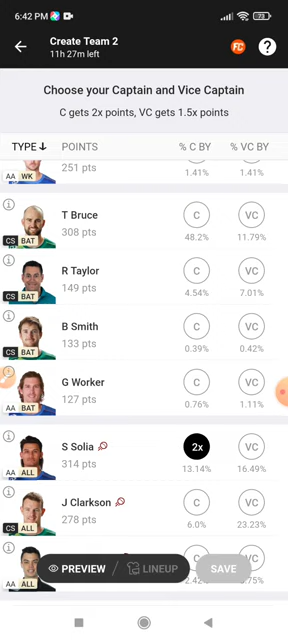 6:42 PM
73
Create Team 2
11h 27m left
FC
?
Choose your Captain and Vice Captain
C gets 2x points, VC gets 1.5x points
TYPE POINTS % C BY % VC BY
251 pts 1.41% 1.41%
AA WK
T Bruce
308 pts
C VC
48.2% 11.79%
CS BAT
R Taylor
149 pts
C VC
4.54% 7.01%
CS BAT
B Smith
133 pts
C VC
0.39% 0.42%
CS BAT
G Worker
127 pts
C VC
0.76% 1.11%
AA BAT
S Solia
314 pts
2x VC
13.14% 16.49%
AA ALL
J Clarkson
278 pts
C VC
6.0% 23.23%
CS ALL
PREVIEW / LINEUP
SAVE
AA ALL